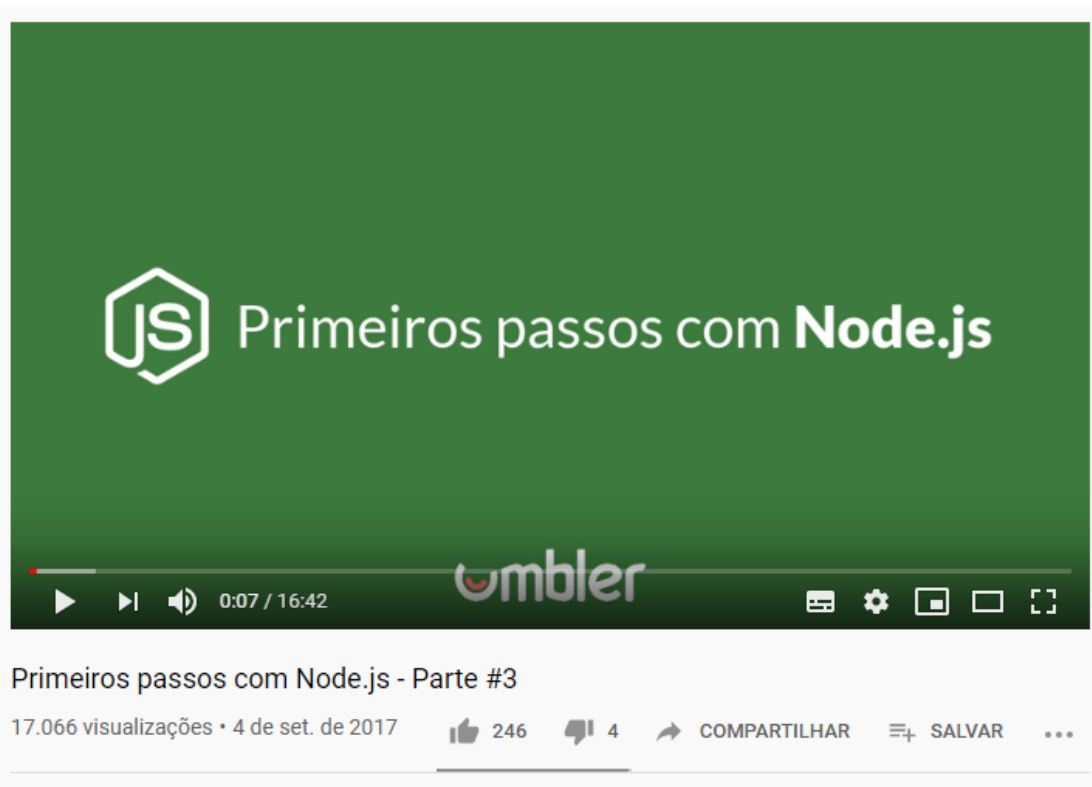 JS Primeiros passos com Node.js
umbler
0:07 / 16:42
Primeiros passos com Node.js - Parte #3
17.066 visualizações • 4 de set. de 2017 246 4 COMPARTILHAR SALVAR